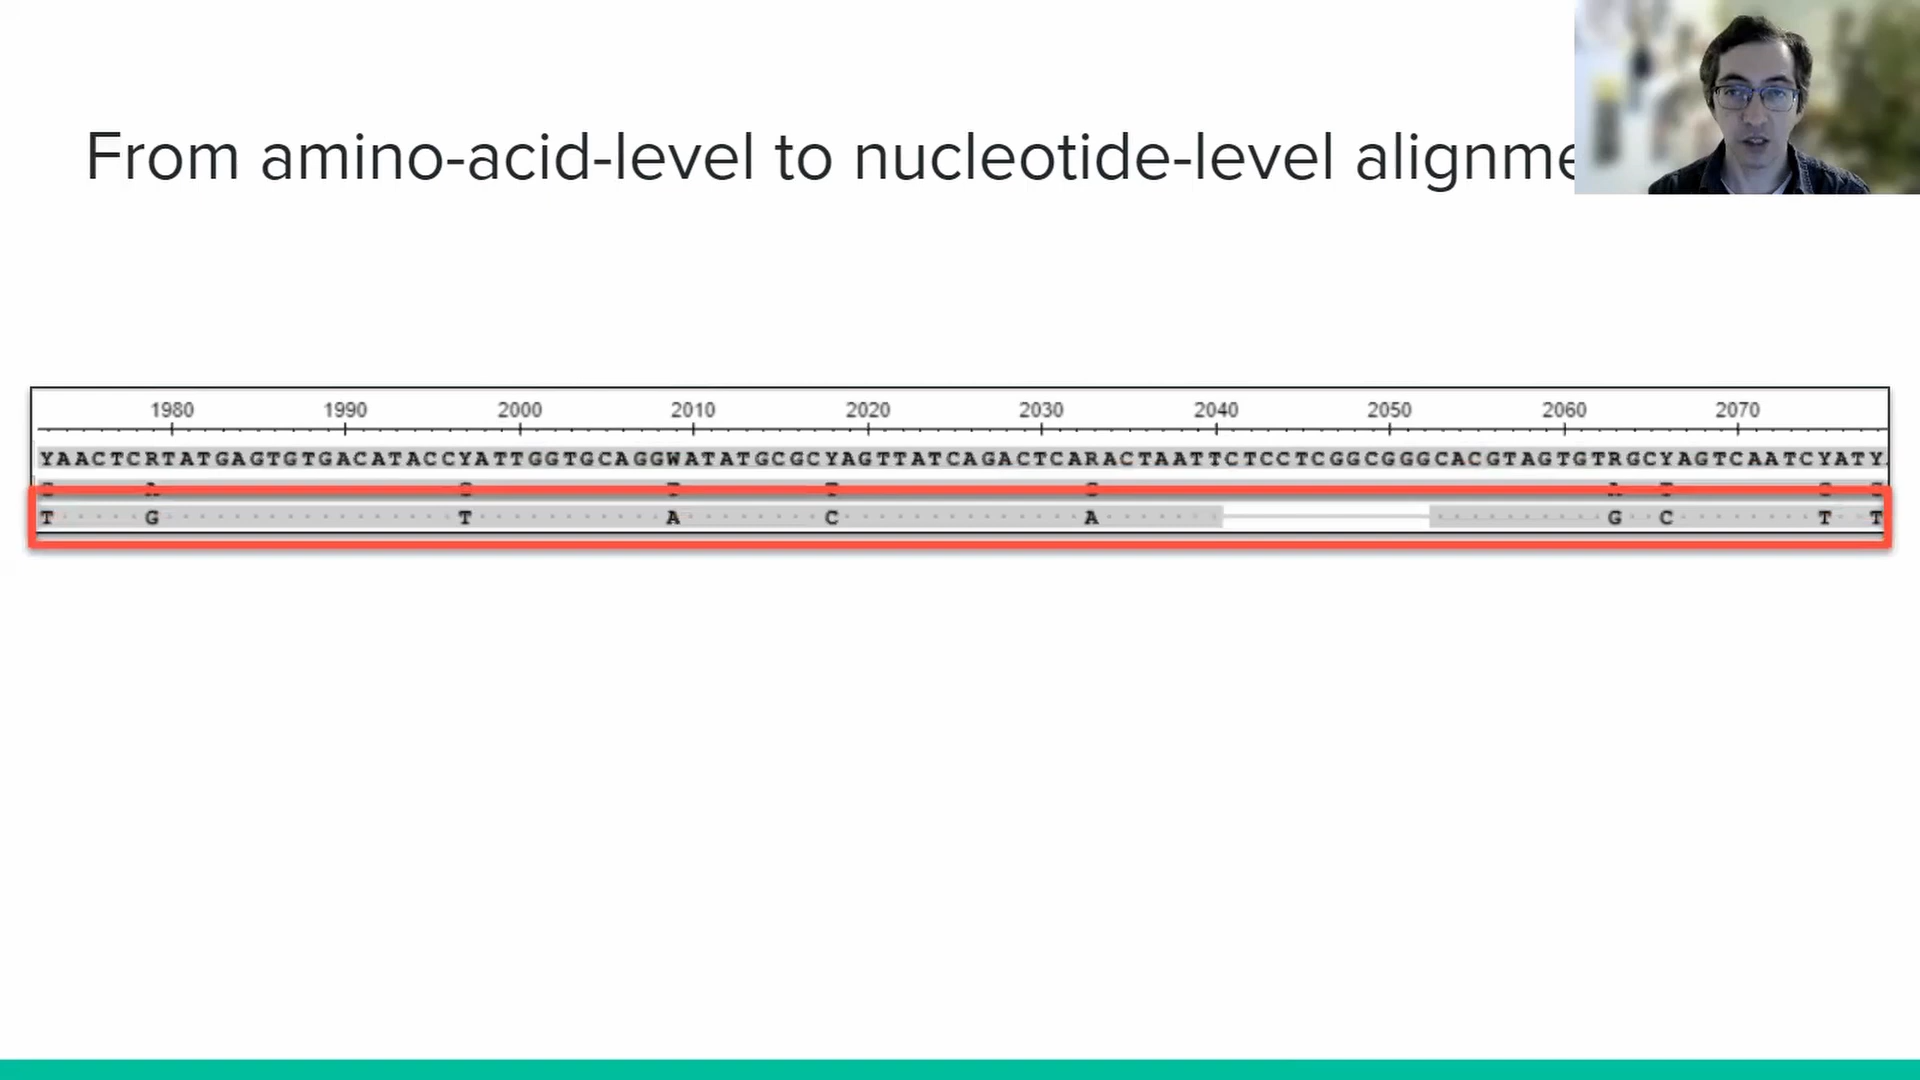 From amino-acid-level to nucleotide-level alignme
1980 1990 2000 2010 2020 2030 2040 2050 2060 2070
YAACTCRTATGAGTGTGACATACCYATTGGTGCAGGWATATGCGCYAGTTATCAGACTCARACTAATTCTCCTCGGCGGGCACGTAGTGTRGCYAGTCAATCYATY
T G T A C A G C T T